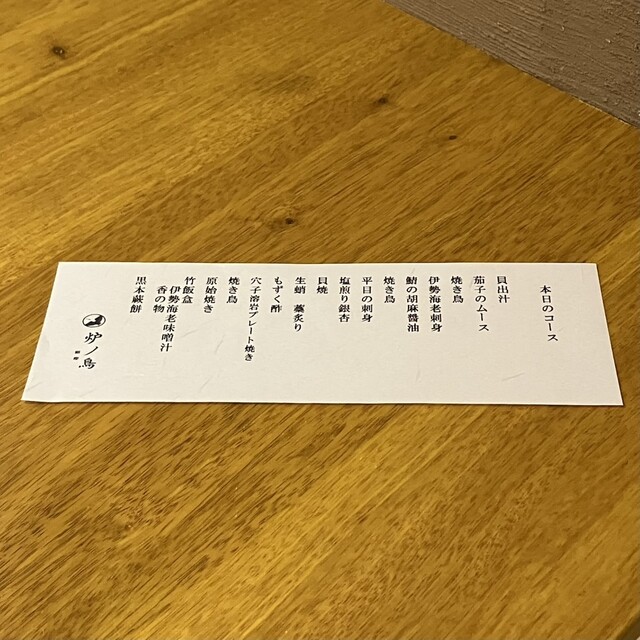 本日のコース
貝出汁
茄子のムース
焼き鳥
伊勢海老刺身
鯖の胡麻醤油
焼き鳥
平目の刺身
塩煎り銀杏
貝焼
生蛸 藁炙り
もずく酢
穴子溶岩プレート焼き
焼き鳥
原始焼き
竹飯盒
伊勢海老味噌汁
香の物
黒本蕨餅
炉ノ鳥